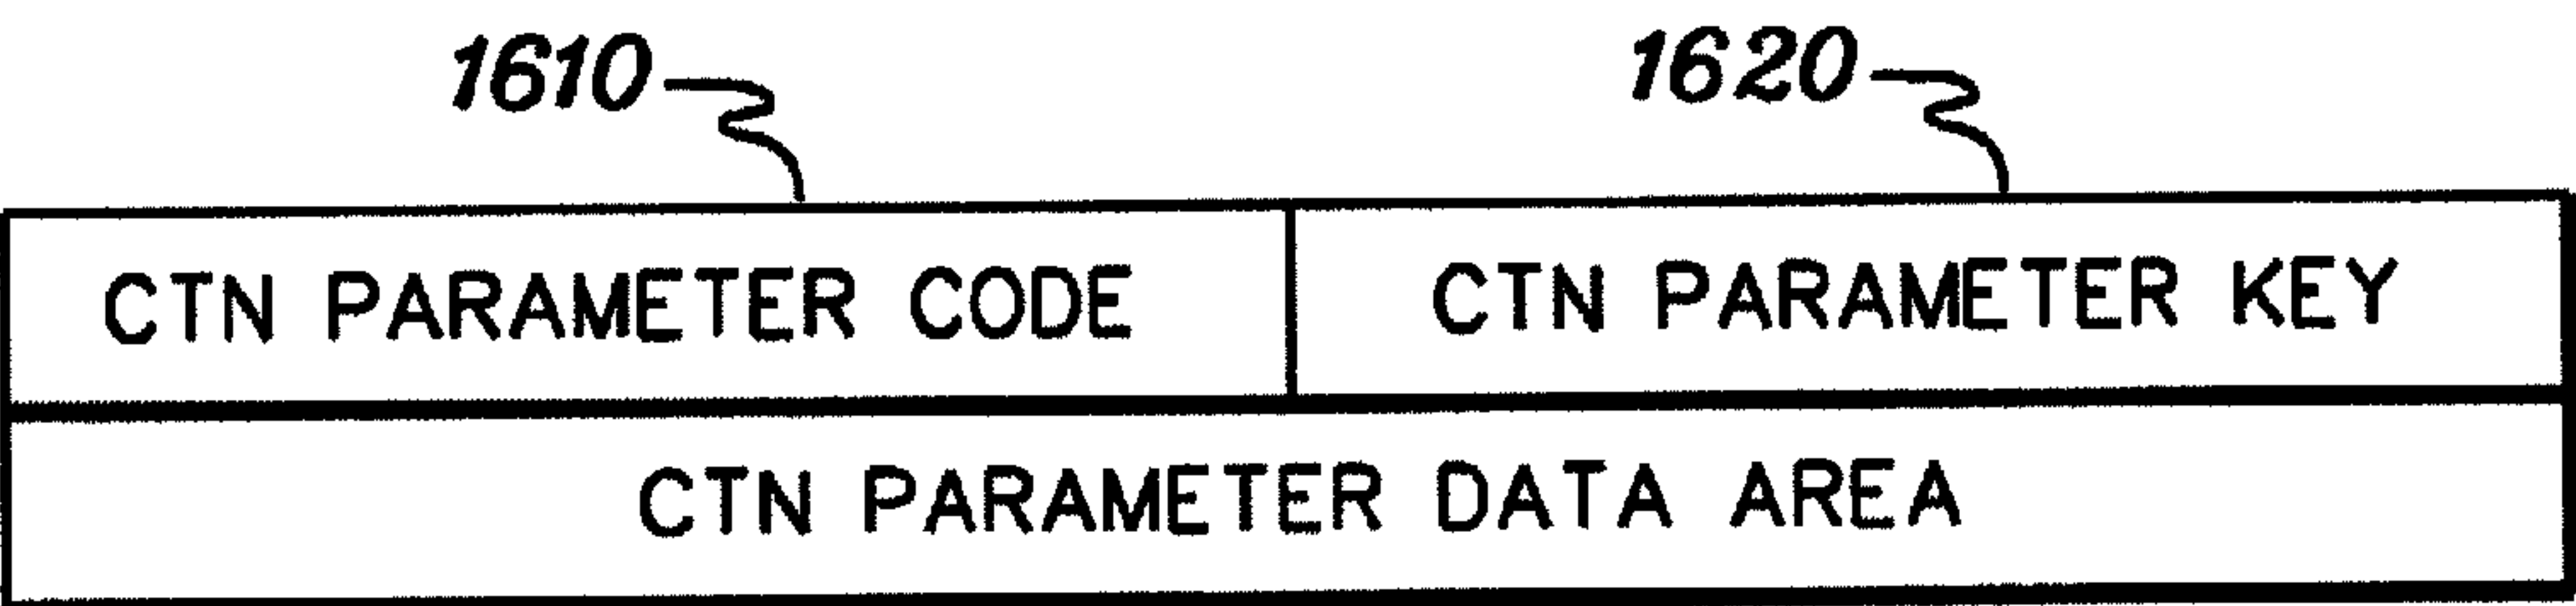 1610 1620
CTN PARAMETER CODE CTN PARAMETER KEY
CTN PARAMETER DATA AREA